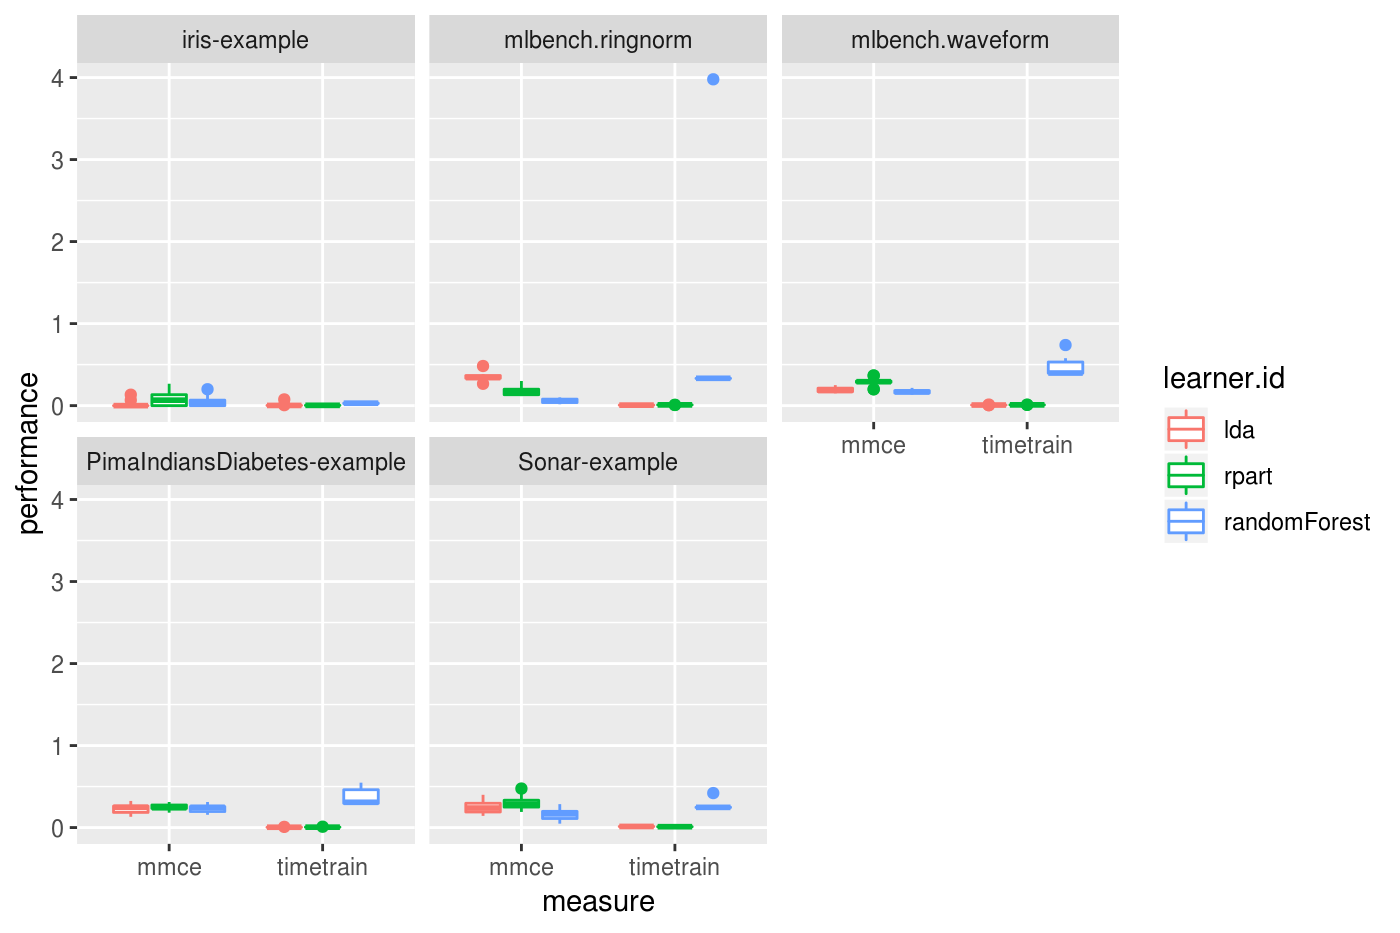 iris-example
mlbench.ringnorm
mlbench.waveform
4
3
2
1
0
mmce
timetrain
PimaIndiansDiabetes-example
Sonar-example
4
3
2
1
0
mmce
timetrain
mmce
timetrain
measure
performance
learner.id
lda
rpart
randomForest